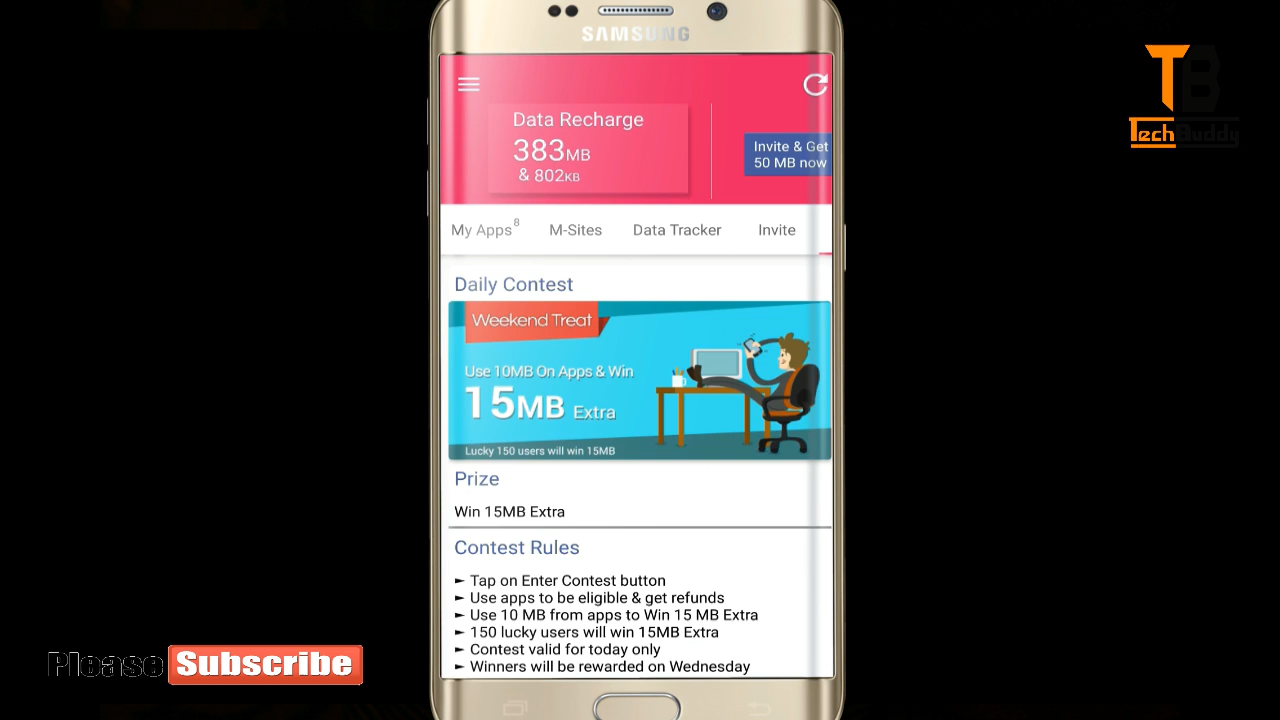 SAMSUNG
Data Recharge
383MB
& 802KB
Invite & Get
50 MB now
TB
TechBuddy
My Apps 8
M-Sites
Data Tracker
Invite
Daily Contest
Weekend Treat
Use 10MB On Apps & Win
15MB Extra
Lucky 150 users will win 15MB
Prize
Win 15MB Extra
Contest Rules
► Tap on Enter Contest button
► Use apps to be eligible & get refunds
► Use 10 MB from apps to Win 15 MB Extra
► 150 lucky users will win 15MB Extra
► Contest valid for today only
► Winners will be rewarded on Wednesday
Please Subscribe